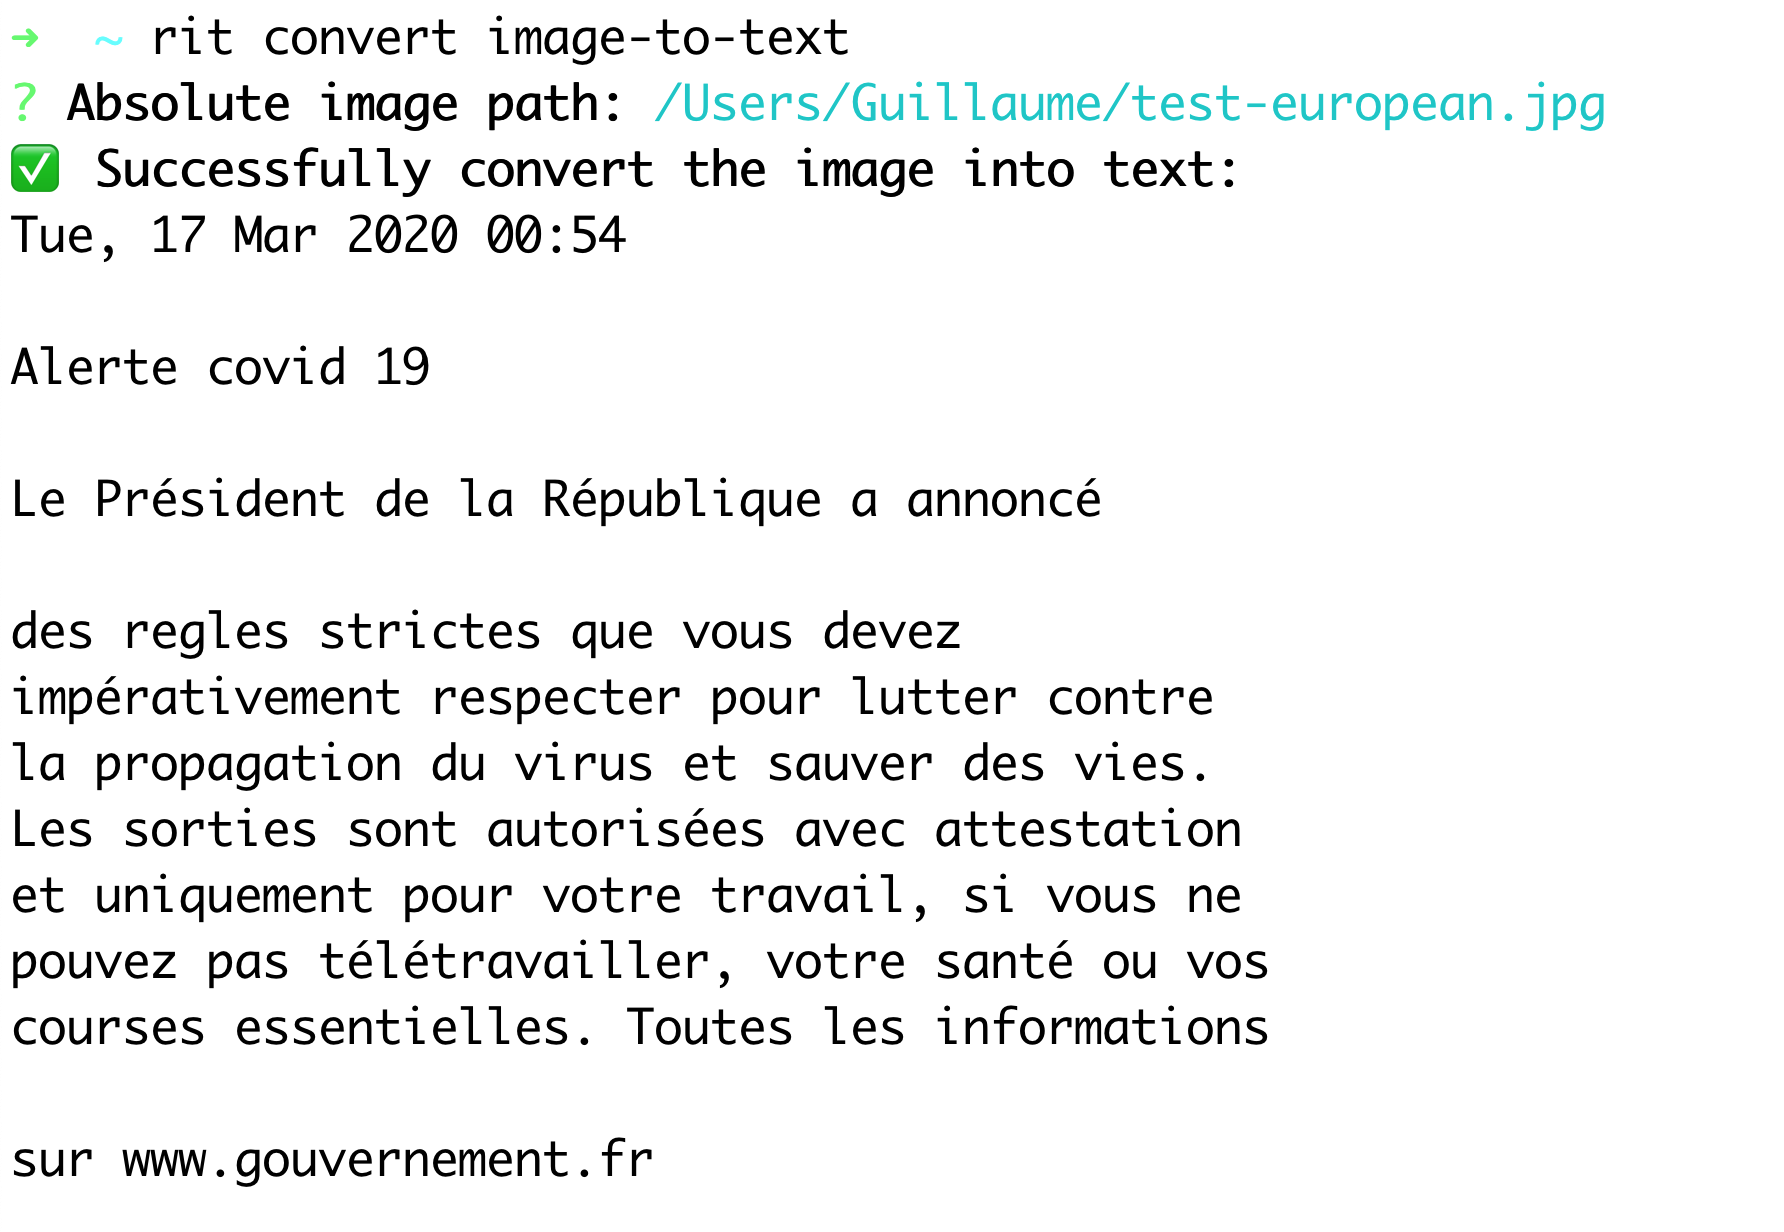 ➜  ~ rit convert image-to-text
? Absolute image path: /Users/Guillaume/test-european.jpg
✅ Successfully convert the image into text:
Tue, 17 Mar 2020 00:54
Alerte covid 19
Le Président de la République a annoncé
des regles strictes que vous devez
impérativement respecter pour lutter contre
la propagation du virus et sauver des vies.
Les sorties sont autorisées avec attestation
et uniquement pour votre travail, si vous ne
pouvez pas télétravailler, votre santé ou vos
courses essentielles. Toutes les informations
sur www.gouvernement.fr